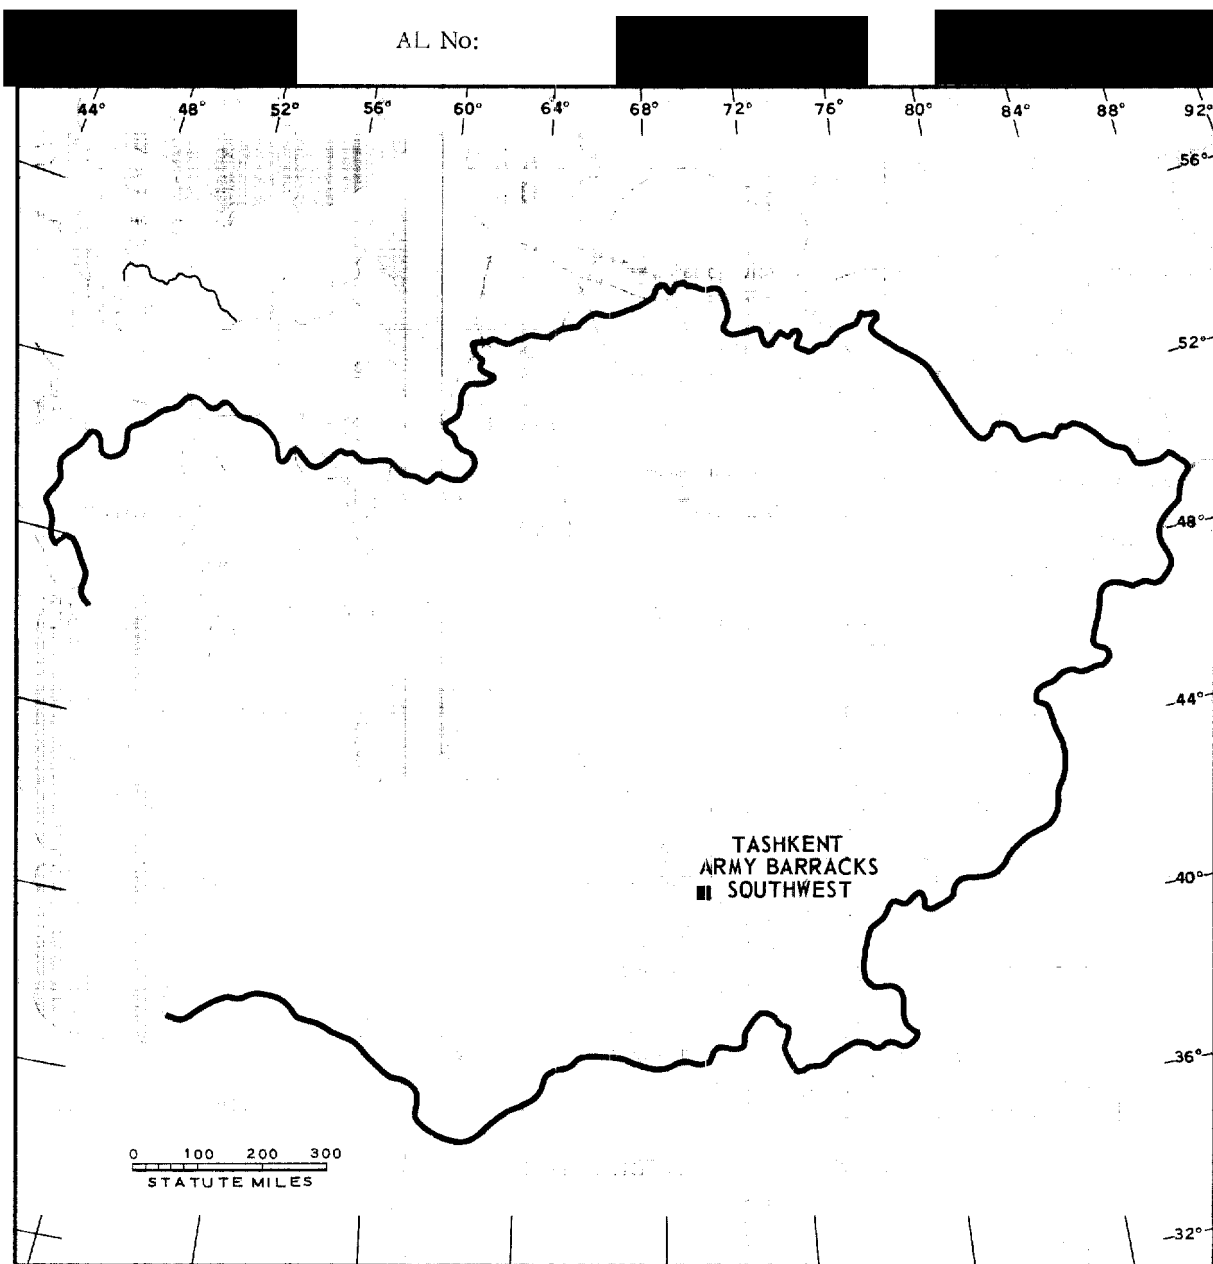 AL No:
44° 48° 52° 56° 60° 64° 68° 72° 76° 80° 84° 88° 92°
56°
52°
48°
44°
TASHKENT
ARMY BARRACKS
SOUTHWEST
40°
36°
0 100 200 300
STATUTE MILES
32°